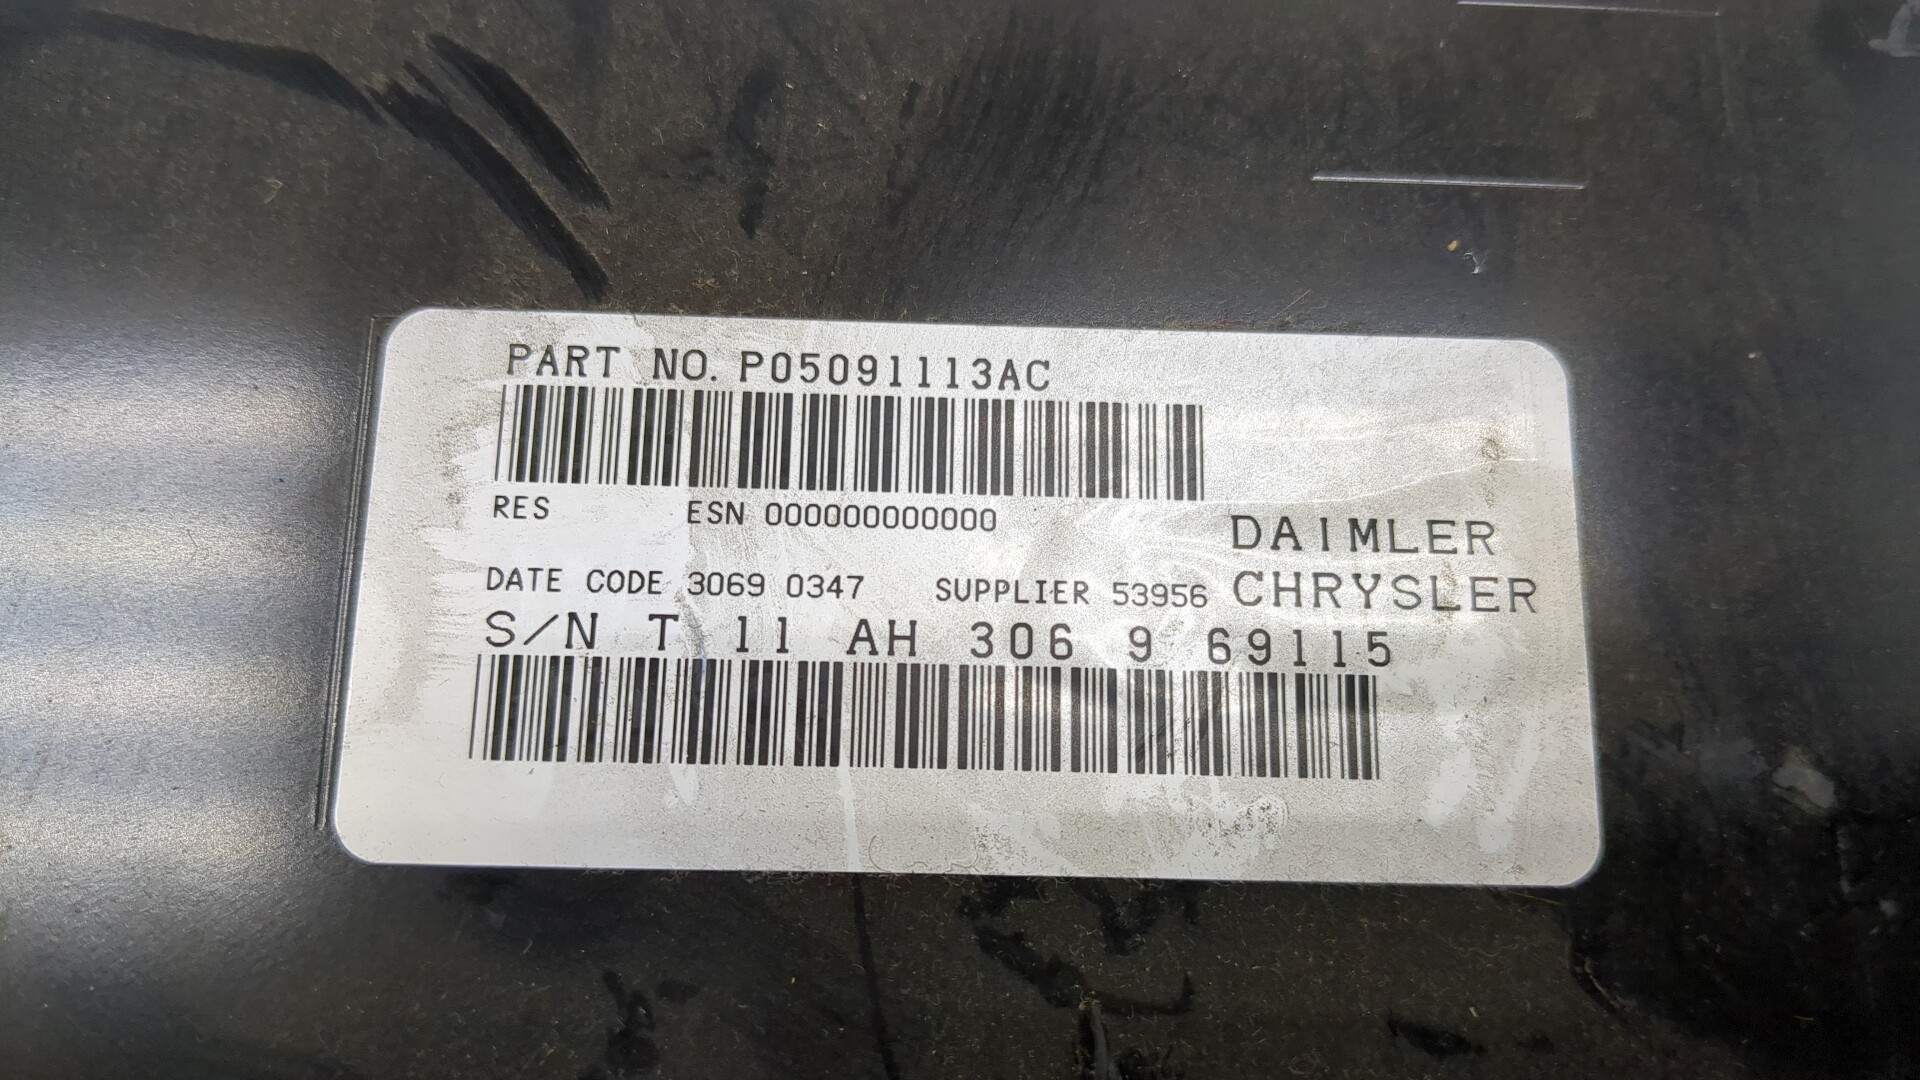 PART NO. P05091113AC
RES ESN 000000000000
DAIMLER
DATE CODE 3069 0347 SUPPLIER 53956 CHRYSLER
S/N T 11 AH 306 9 69115